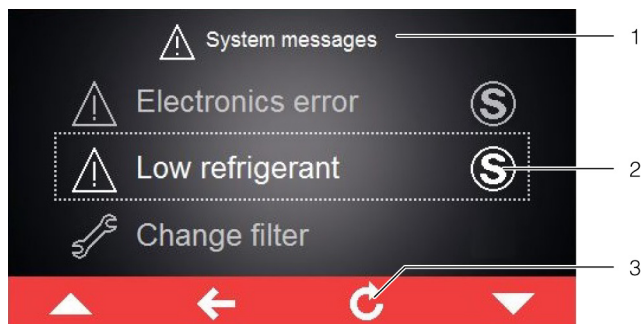 System messages
1
Electronics error
S
Low refrigerant
S
2
Change filter
3